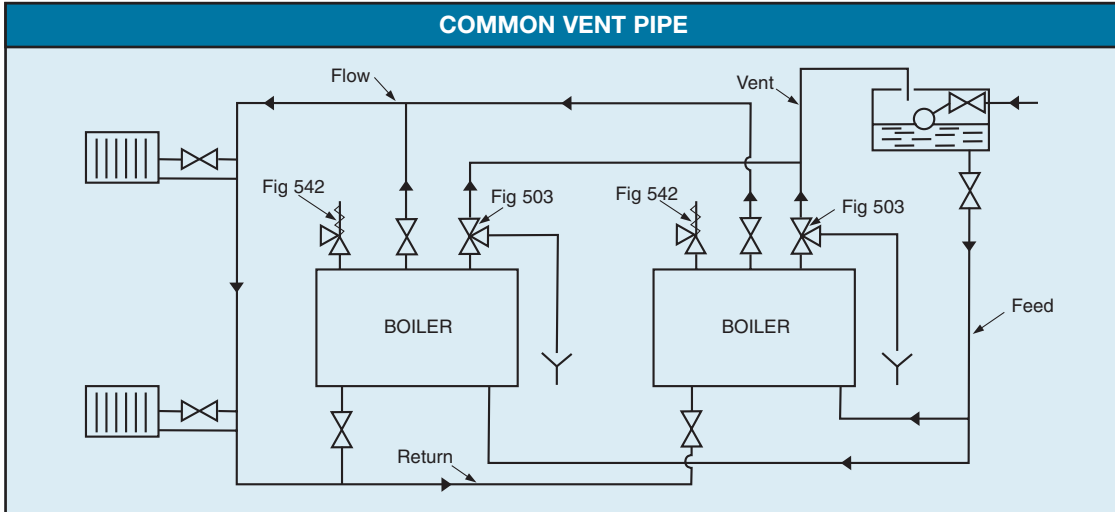 COMMON VENT PIPE
Flow
Vent
Fig 542
Fig 503
Fig 542
Fig 503
BOILER
BOILER
Feed
Return